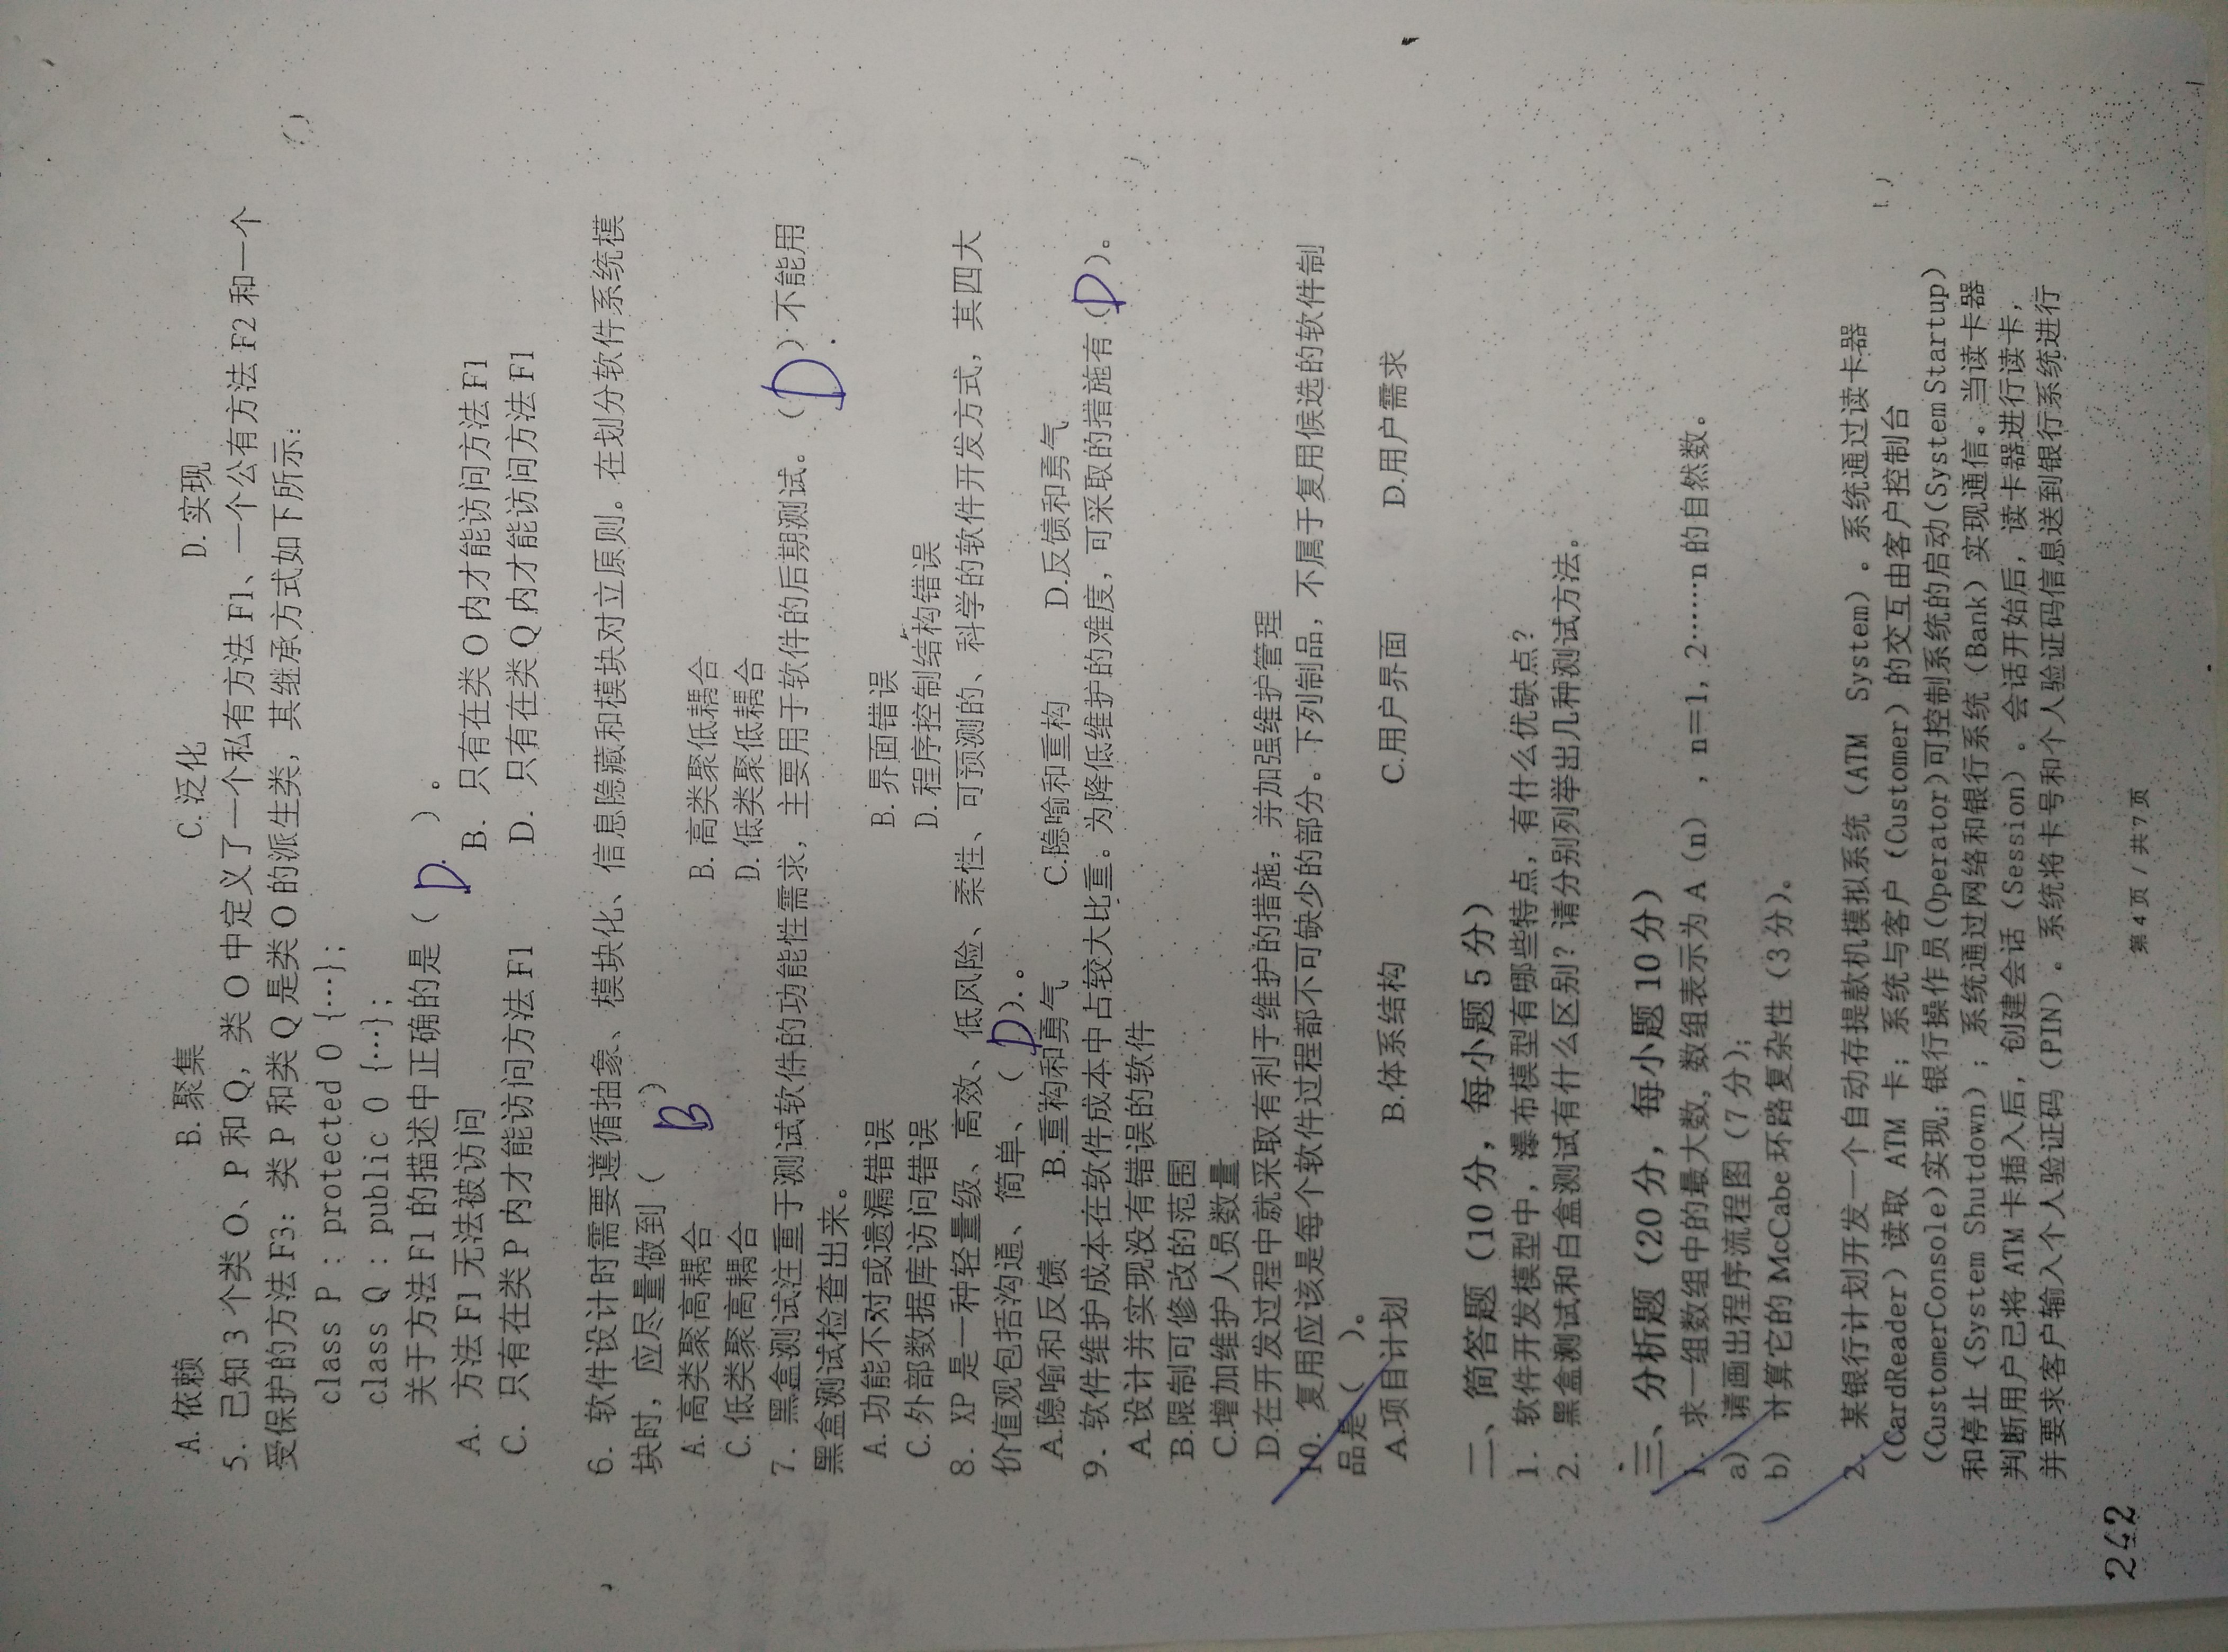 A. 依赖 B. 聚集 C. 泛化 D. 实现
5. 已知 3 个类 O、P 和 Q，类 O 中定义了一个私有方法 F1、一个公有方法 F2 和一个
受保护的方法 F3：类 P 和类 Q 是类 O 的派生类，其继承方式如下所示：
class P : protected O {…};
class Q : public O {…};
关于方法 F1 的描述中正确的是（ D. ）。
A. 方法 F1 无法被访问 B. 只有在类 O 内才能访问方法 F1
C. 只有在类 P 内才能访问方法 F1 D. 只有在类 Q 内才能访问方法 F1
6. 软件设计时需要遵循抽象、模块化、信息隐藏和模块对立原则。在划分软件系统模
块时，应尽量做到（ B ）
A. 高类聚高耦合 B. 高类聚低耦合
C. 低类聚高耦合 D. 低类聚低耦合
7. 黑盒测试注重于测试软件的功能性需求，主要用于软件的后期测试。（ D ）不能用
黑盒测试检查出来。
A. 功能不对或遗漏错误 B. 界面错误
C. 外部数据库访问错误 D. 程序控制结构错误
8. XP 是一种轻量级、高效、低风险、柔性、可预测的、科学的软件开发方式，其四大
价值观包括沟通、简单、（ D ）。
A.隐喻和反馈 B.重构和勇气 C.隐喻和重构 D.反馈和勇气
9. 软件维护成本在软件成本中占较大比重。为降低维护的难度，可采取的措施有（ D ）。
A.设计并实现没有错误的软件
B.限制可修改的范围
C.增加维护人员数量
D.在开发过程中就采取有利于维护的措施，并加强维护管理
10. 复用应该是每个软件过程都不可缺少的部分。下列制品，不属于复用候选的软件制
品是（ ）。
A.项目计划 B.体系结构 C.用户界面 D.用户需求
二、简答题（10 分，每小题 5 分）
1. 软件开发模型中，瀑布模型有哪些特点，有什么优缺点？
2. 黑盒测试和白盒测试有什么区别？请分别列举出几种测试方法。
三、分析题（20 分，每小题 10 分）
1. 求一组数组中的最大数，数组表示为 A（n），n＝1，2……n 的自然数。
a) 请画出程序流程图（7 分）；
b) 计算它的 McCabe 环路复杂性（3 分）。
2. 某银行计划开发一个自动存提款机模拟系统（ATM System）。系统通过读卡器
（CardReader）读取 ATM 卡；系统与客户（Customer）的交互由客户控制台
（CustomerConsole)实现；银行操作员(Operator)可控制系统的启动(System Startup)
和停止（System Shutdown）；系统通过网络和银行系统（Bank）实现通信。当读卡器
判断用户已将 ATM 卡插入后，创建会话（Session）。会话开始后，读卡器进行读卡，
并要求客户输入个人验证码（PIN）。系统将卡号和个人验证码信息送到银行系统进行
第 4 页 / 共 7 页
242